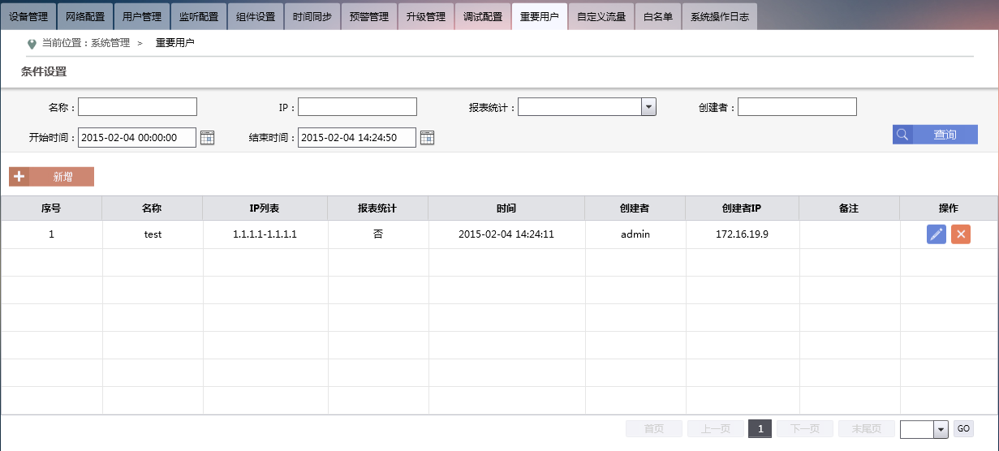 设备管理 网络配置 用户管理 监听配置 组件设置 时间同步 预警管理 升级管理 调试配置 重要用户 自定义流量 白名单 系统操作日志
当前位置：系统管理 > 重要用户
条件设置
名称： IP： 报表统计： 创建者：
开始时间： 2015-02-04 00:00:00 结束时间： 2015-02-04 14:24:50 查询
新增
序号 名称 IP列表 报表统计 时间 创建者 创建者IP 备注 操作
1 test 1.1.1.1-1.1.1.1 否 2015-02-04 14:24:11 admin 172.16.19.9
首页 上一页 1 下一页 末尾页 GO